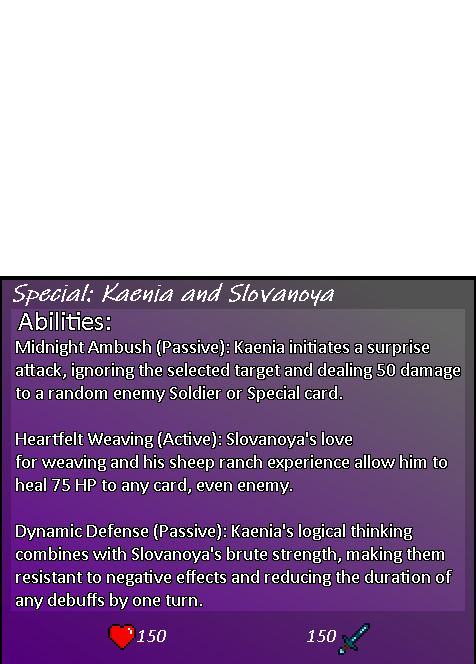 Special: Kaenia and Slovanoya
Abilities:
Midnight Ambush (Passive): Kaenia initiates a surprise
attack, ignoring the selected target and dealing 50 damage
to a random enemy Soldier or Special card.
Heartfelt Weaving (Active): Slovanoya's love
for weaving and his sheep ranch experience allow him to
heal 75 HP to any card, even enemy.
Dynamic Defense (Passive): Kaenia's logical thinking
combines with Slovanoya's brute strength, making them
resistant to negative effects and reducing the duration of
any debuffs by one turn.
150 150